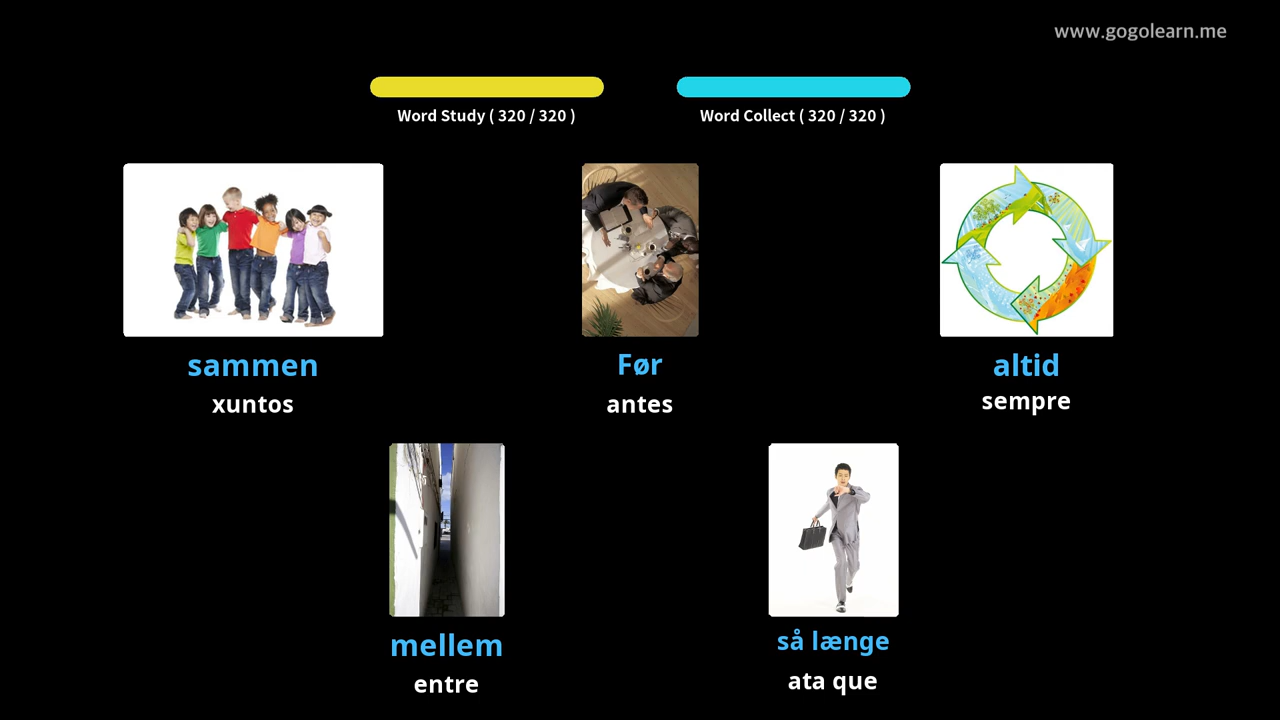 www.gogolearn.me
Word Study ( 320 / 320 )
Word Collect ( 320 / 320 )
sammen
xuntos
Før
antes
altid
sempre
mellem
entre
så længe
ata que